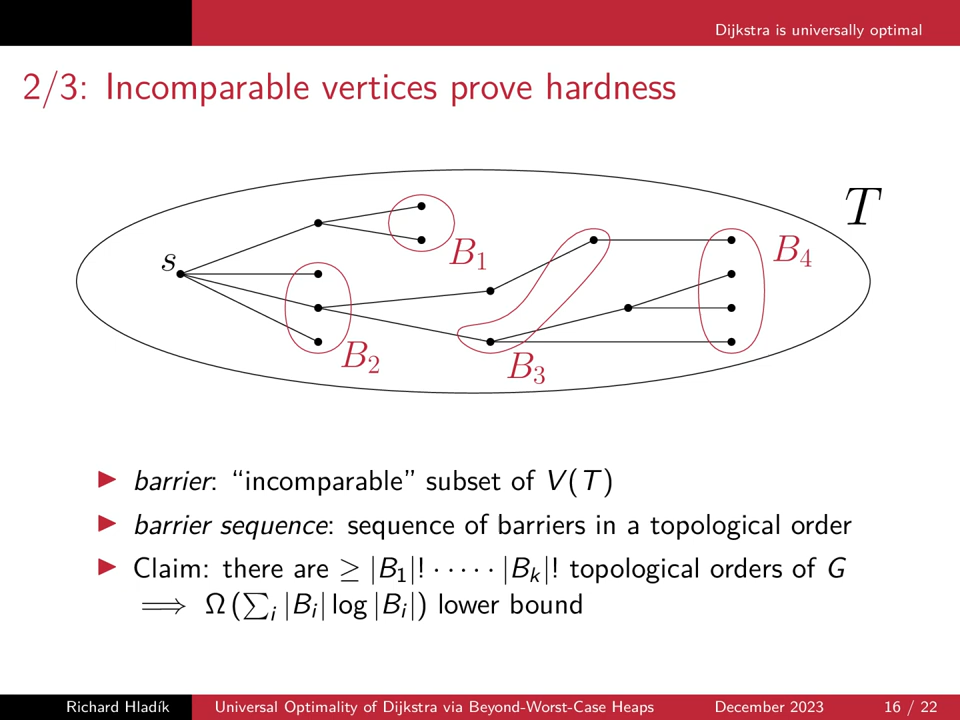 Dijkstra is universally optimal
2/3: Incomparable vertices prove hardness
T
s
B₁
B₄
B₂
B₃
▶ barrier: “incomparable” subset of V(T)
▶ barrier sequence: sequence of barriers in a topological order
▶ Claim: there are ≥ |B₁|! · · · · · |Bₖ|! topological orders of G
⟹ Ω (∑ᵢ |Bᵢ| log |Bᵢ|) lower bound
Richard Hladík Universal Optimality of Dijkstra via Beyond-Worst-Case Heaps December 2023 16 / 22